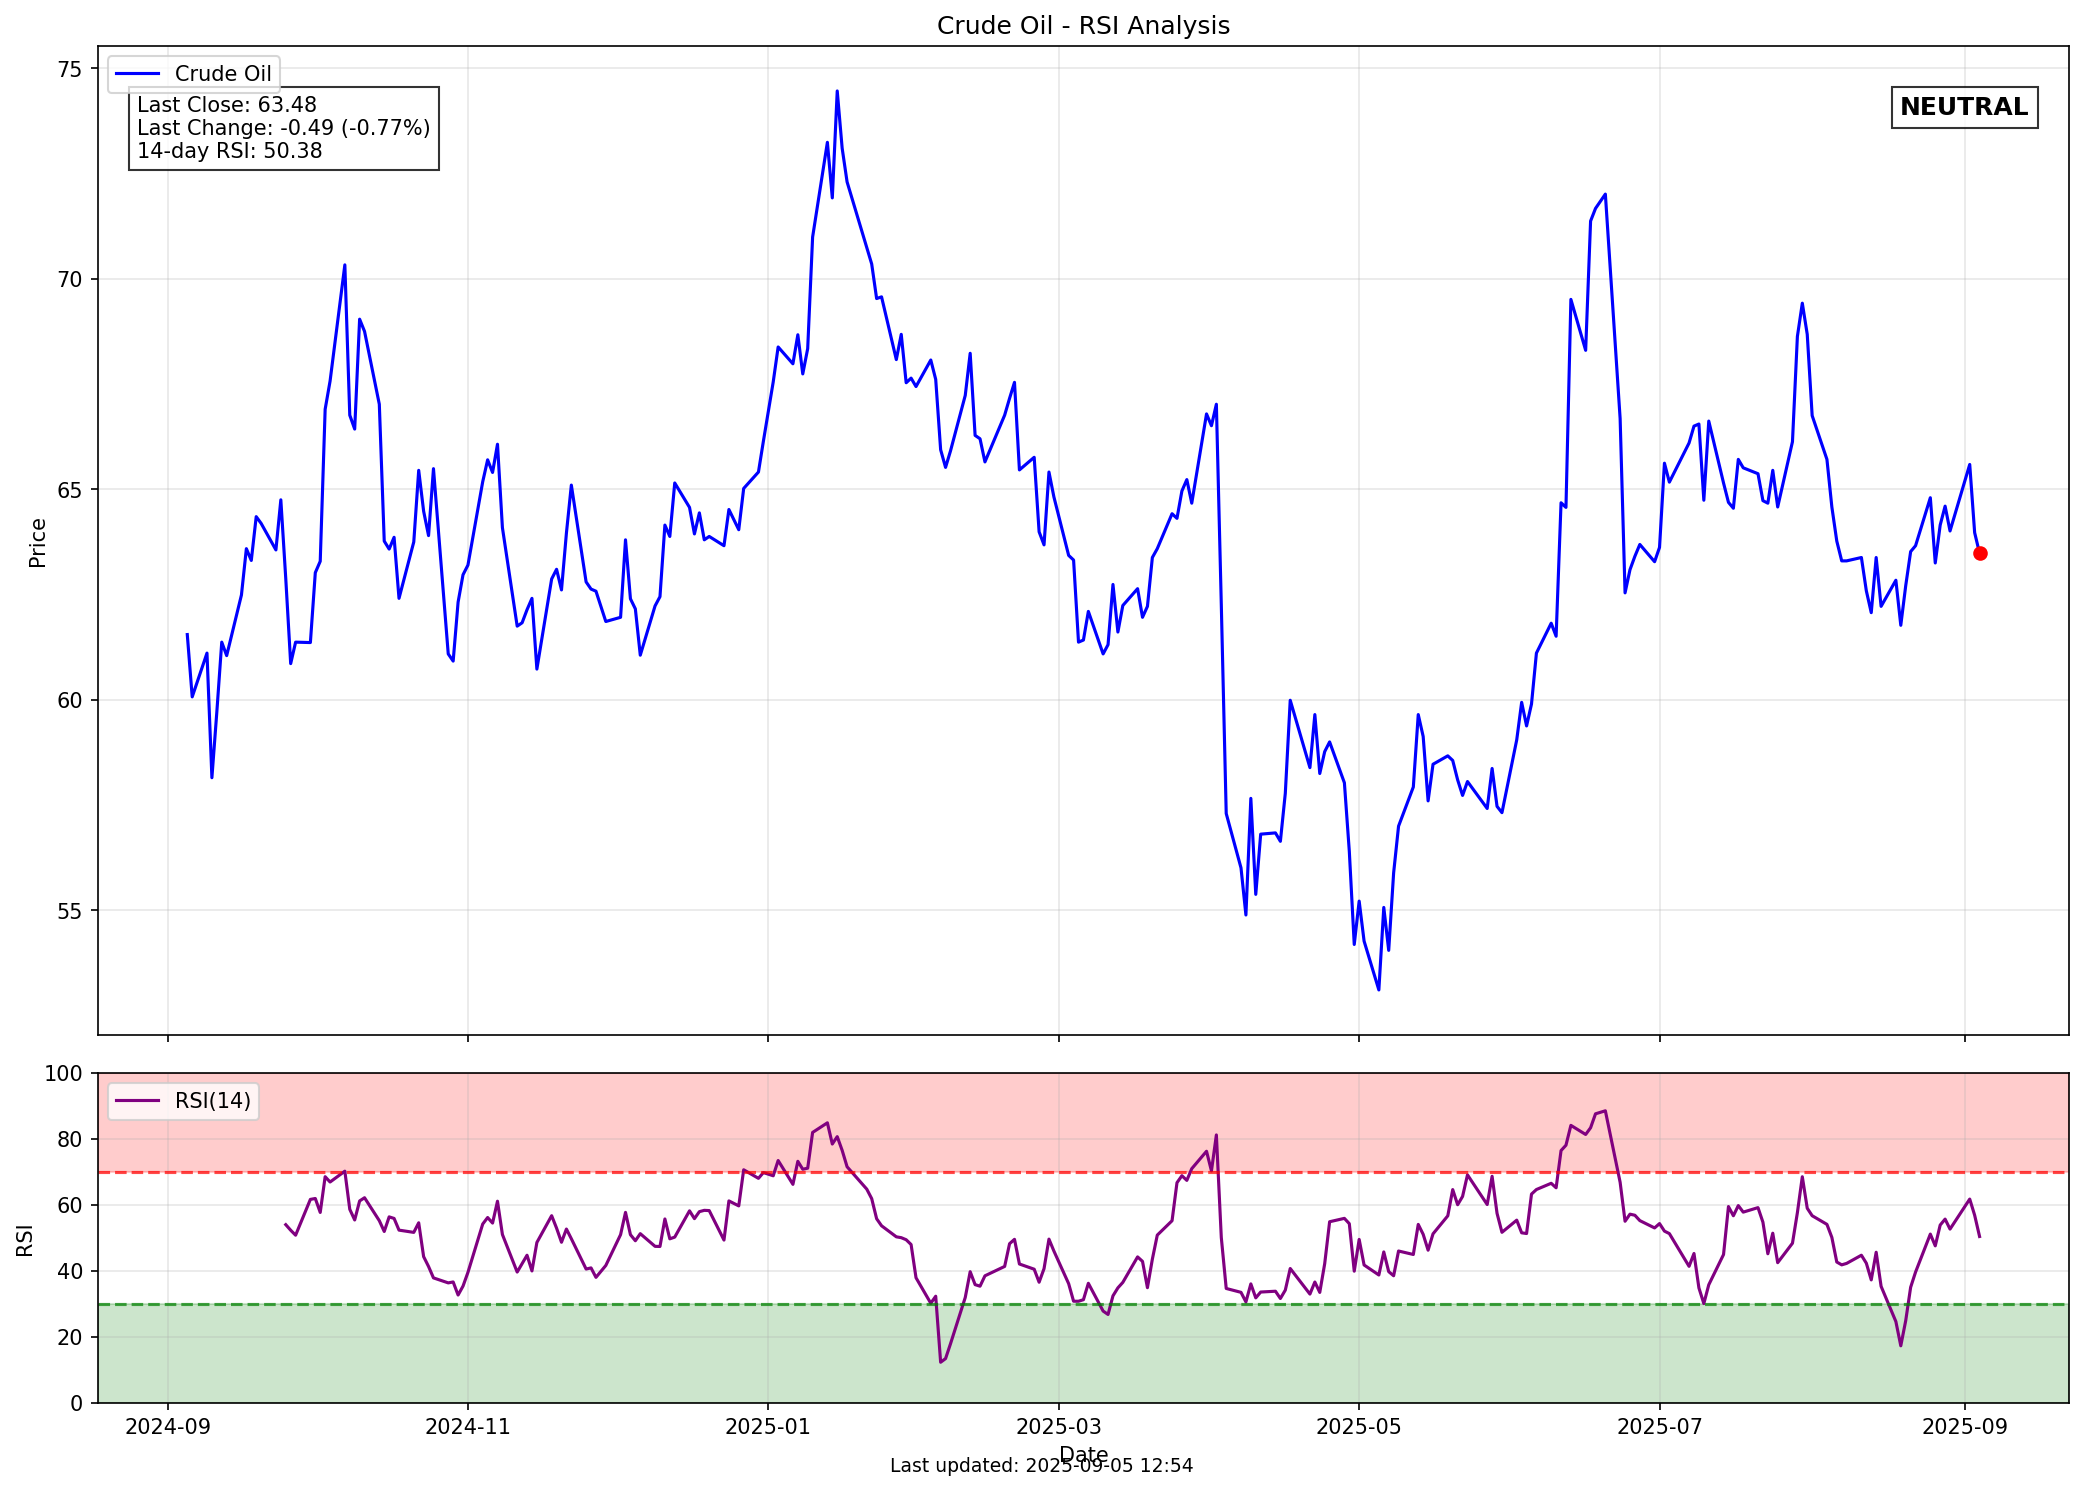 Crude Oil - RSI Analysis
Crude Oil
Last Close: 63.48
Last Change: -0.49 (-0.77%)
14-day RSI: 50.38
NEUTRAL
75
70
65
60
55
Price
RSI(14)
100
80
60
40
20
0
RSI
2024-09
2024-11
2025-01
2025-03
2025-05
2025-07
2025-09
Date
Last updated: 2025-09-05 12:54